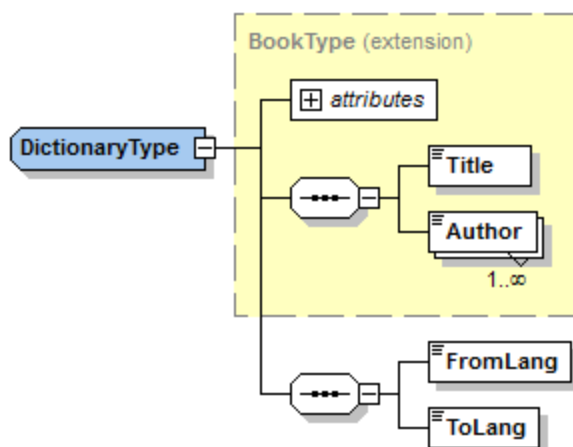 BookType (extension)
attributes
DictionaryType
Title
Author
1..∞
FromLang
ToLang